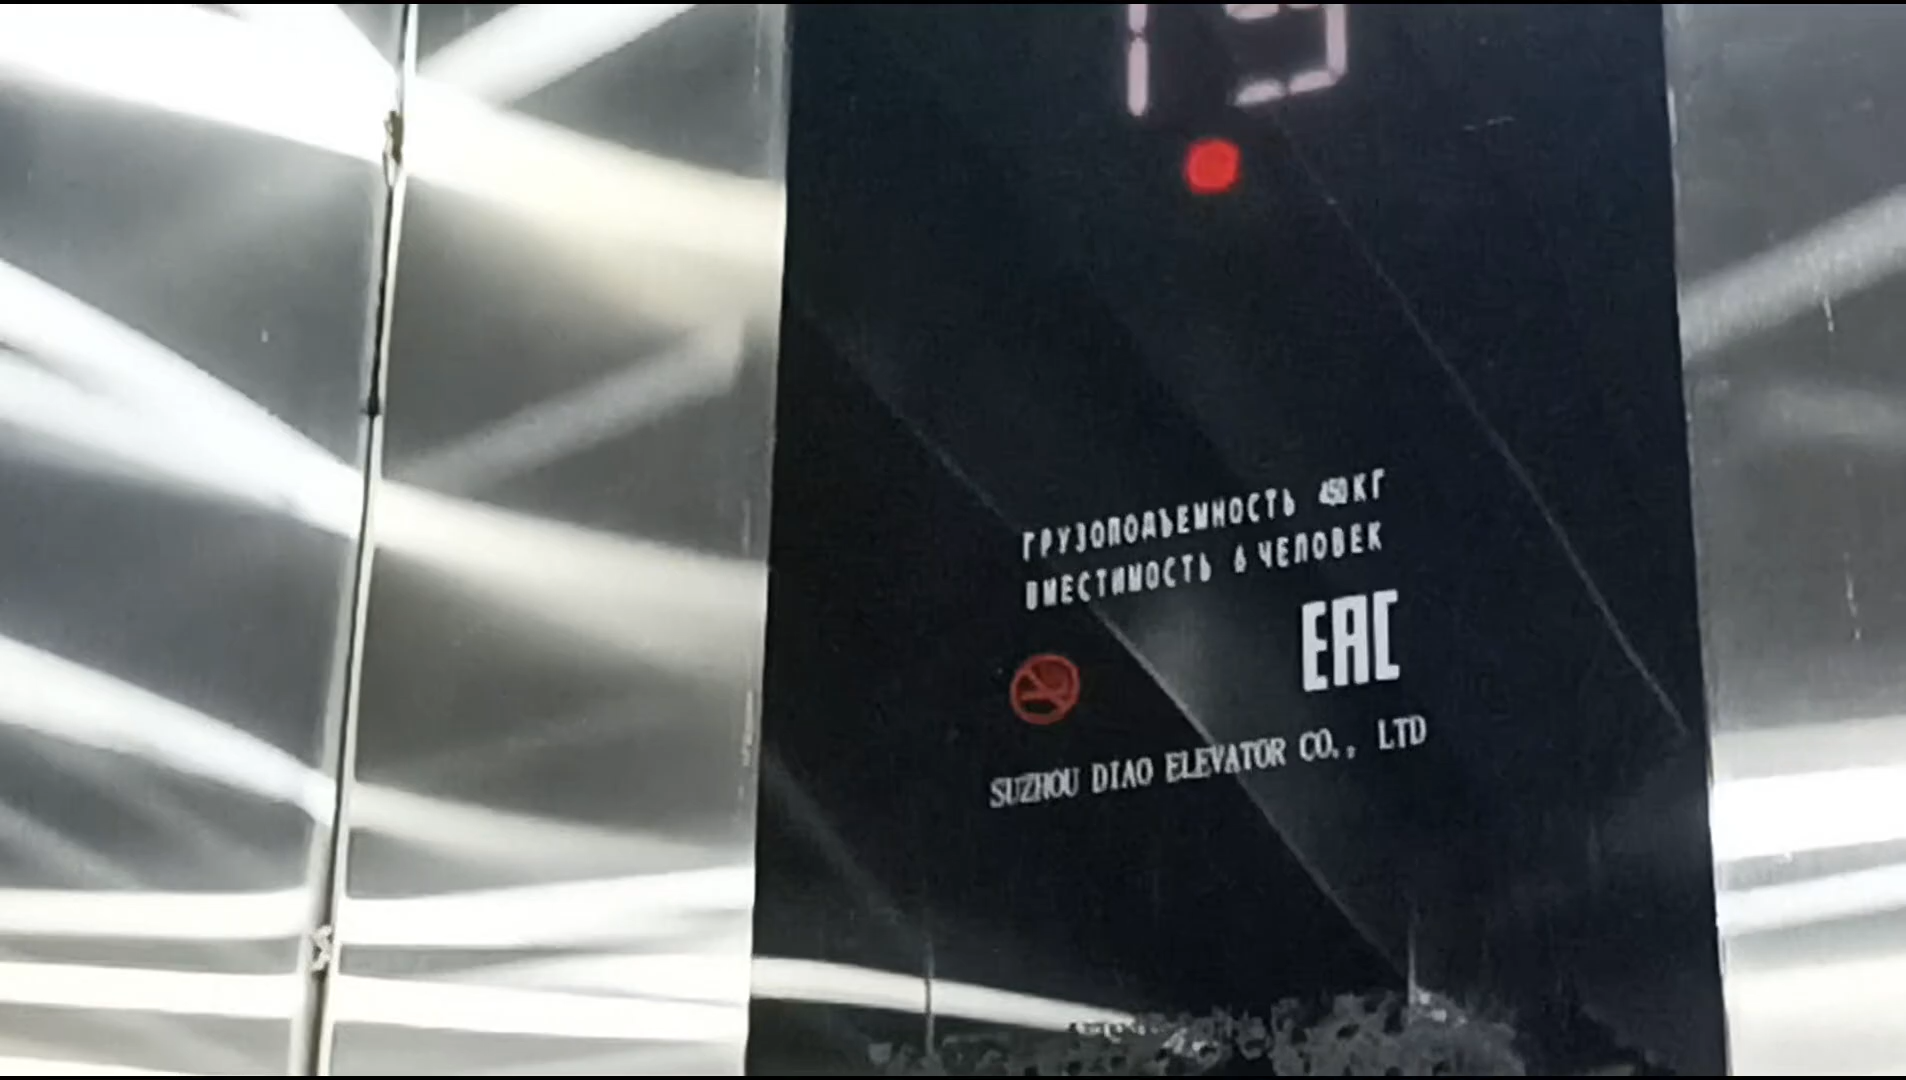 ГРУЗОПОДЪЕМНОСТЬ 450 КГ
ВМЕСТИМОСТЬ 6 ЧЕЛОВЕК
EAC
SUZHOU DIAO ELEVATOR CO., LTD